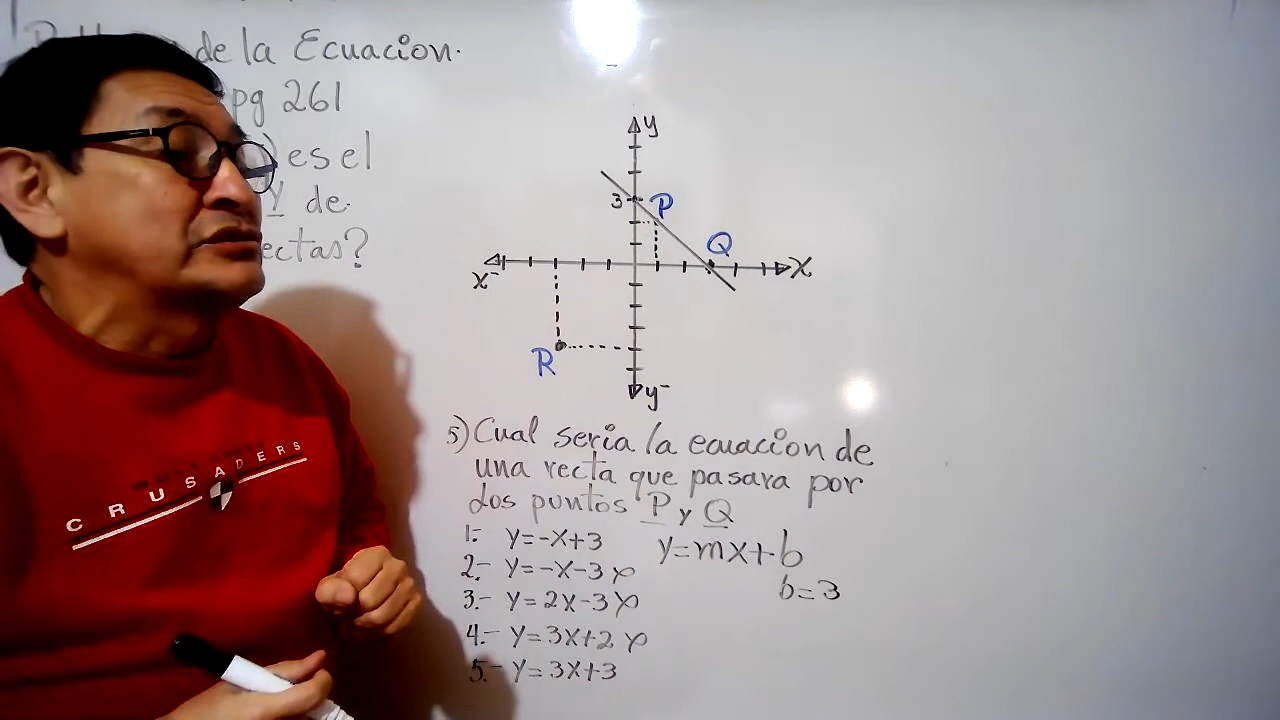 de la Ecuacion.
pg 261
) es el
y de.
ectas?
y
3
P
Q
X
X-
R
y-
5) Cual seria la ecuacion de
una recta que pasara por
dos puntos P y Q
1.- y=-x+3
y=mx+b
2.- y=-x-3 x
b=3
3.- y=2x-3 x
4.- y=3x+2 x
5.- y=3x+3
CRUSADERS